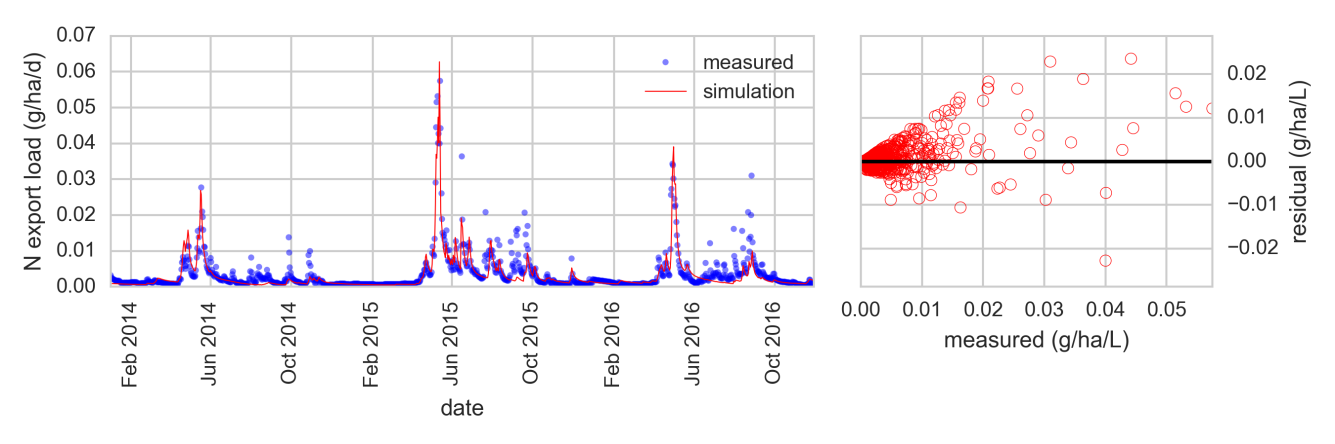 N export load (g/ha/d)
0.07
0.06
0.05
0.04
0.03
0.02
0.01
0.00
measured
simulation
Feb 2014
Jun 2014
Oct 2014
Feb 2015
Jun 2015
Oct 2015
Feb 2016
Jun 2016
Oct 2016
date
0.02
0.01
0.00
−0.01
−0.02
residual (g/ha/L)
0.00
0.01
0.02
0.03
0.04
0.05
measured (g/ha/L)